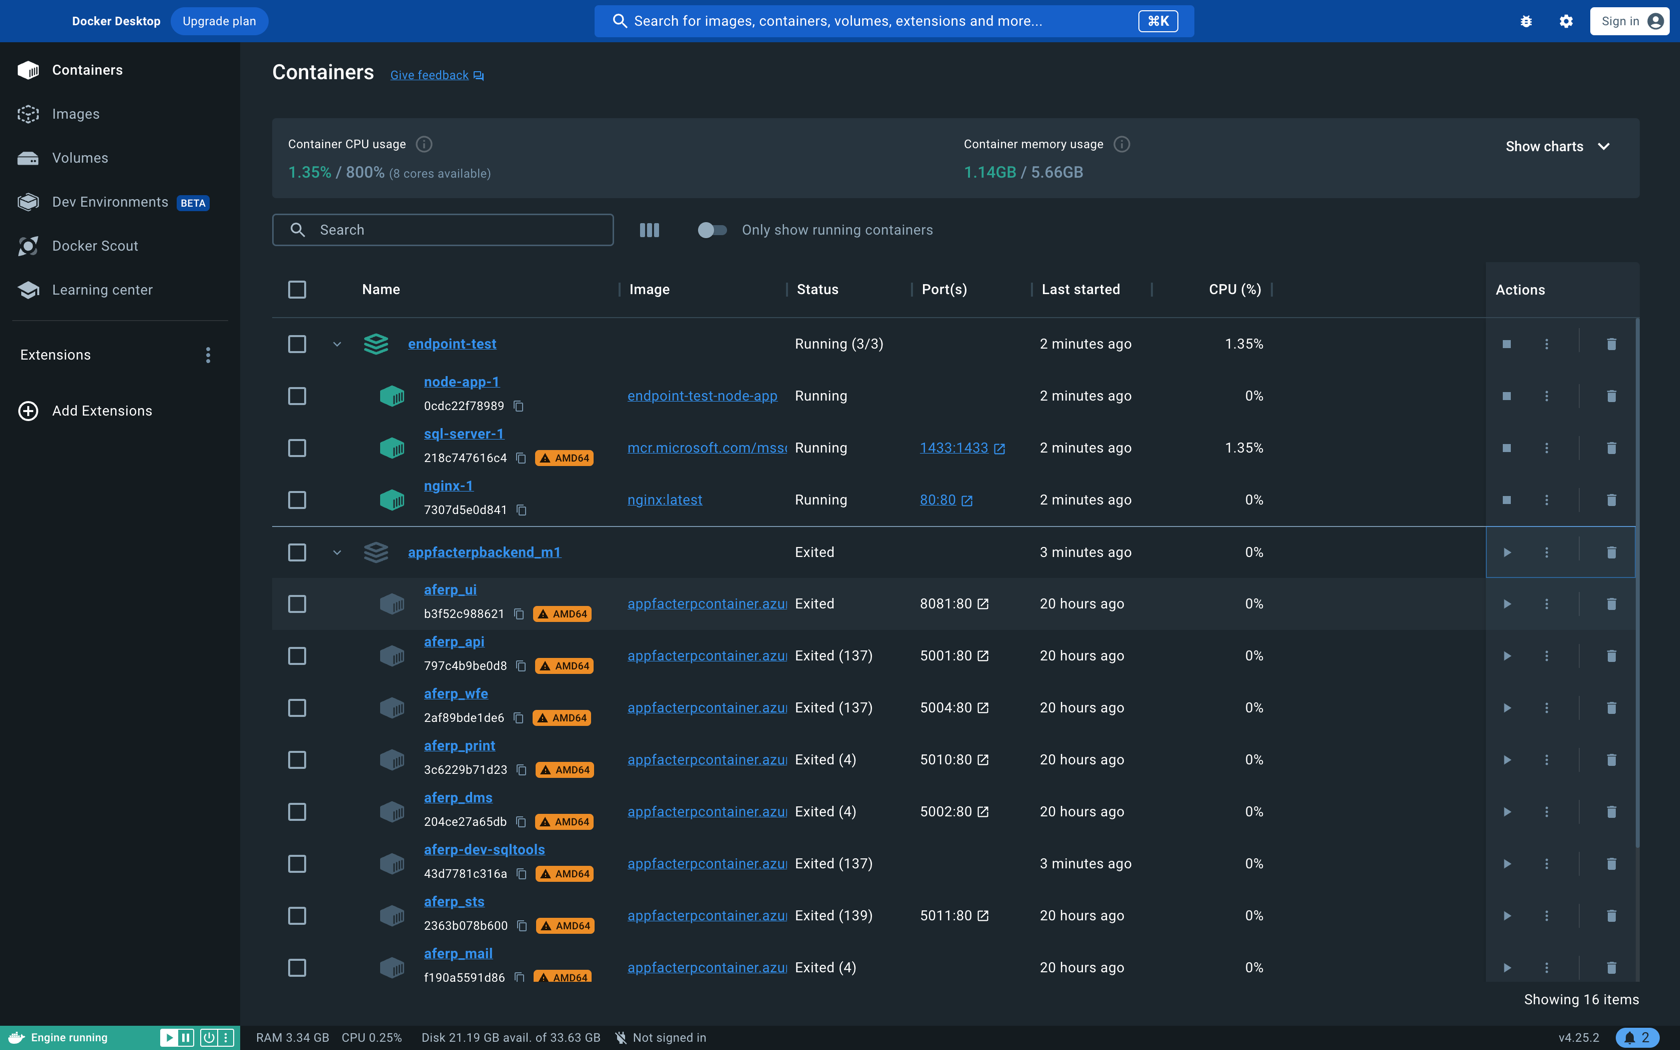 Docker Desktop
Upgrade plan
Search for images, containers, volumes, extensions and more...
⌘K
Sign in
Containers
Images
Volumes
Dev Environments BETA
Docker Scout
Learning center
Extensions
Add Extensions
Containers
Give feedback
Container CPU usage
1.35% / 800% (8 cores available)
Container memory usage
1.14GB / 5.66GB
Show charts
Search
Only show running containers
Name Image Status Port(s) Last started CPU (%) Actions
endpoint-test Running (3/3) 2 minutes ago 1.35%
node-app-1
0cdc22f78989
endpoint-test-node-app Running 2 minutes ago 0%
sql-server-1
218c747616c4 AMD64
mcr.microsoft.com/mss Running 1433:1433 2 minutes ago 1.35%
nginx-1
7307d5e0d841
nginx:latest Running 80:80 2 minutes ago 0%
appfacterpbackend_m1 Exited 3 minutes ago 0%
aferp_ui
b3f52c988621 AMD64
appfacterpcontainer.azu Exited 8081:80 20 hours ago 0%
aferp_api
797c4b9be0d8 AMD64
appfacterpcontainer.azu Exited (137) 5001:80 20 hours ago 0%
aferp_wfe
2af89bde1de6 AMD64
appfacterpcontainer.azu Exited (137) 5004:80 20 hours ago 0%
aferp_print
3c6229b71d23 AMD64
appfacterpcontainer.azu Exited (4) 5010:80 20 hours ago 0%
aferp_dms
204ce27a65db AMD64
appfacterpcontainer.azu Exited (4) 5002:80 20 hours ago 0%
aferp-dev-sqltools
43d7781c316a AMD64
appfacterpcontainer.azu Exited (137) 3 minutes ago 0%
aferp_sts
2363b078b600 AMD64
appfacterpcontainer.azu Exited (139) 5011:80 20 hours ago 0%
aferp_mail
f190a5591d86 AMD64
appfacterpcontainer.azu Exited (4) 20 hours ago 0%
Showing 16 items
Engine running
RAM 3.34 GB CPU 0.25% Disk 21.19 GB avail. of 33.63 GB Not signed in
v4.25.2
2